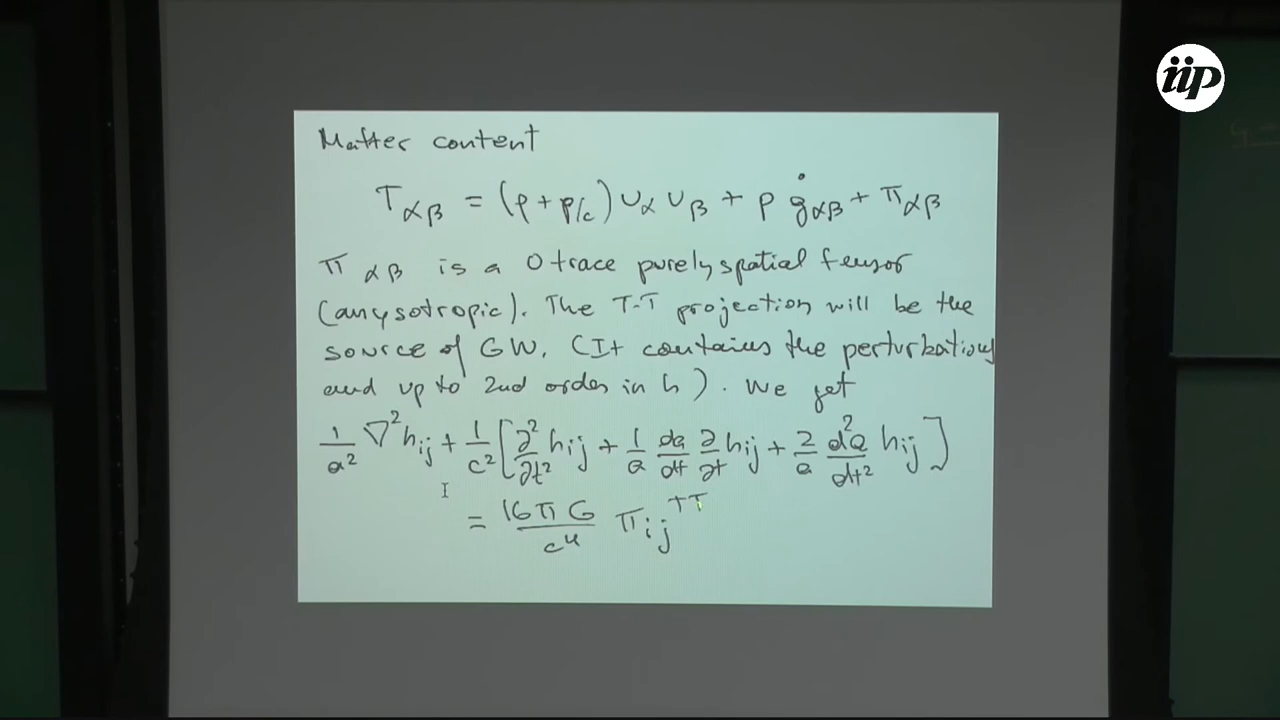 iip
Matter content
T_{αβ} = (ρ + p/c) u_α u_β + p g̊_{αβ} + π_{αβ}
π_{αβ} is a 0 trace purely spatial tensor
(anysotropic). The T-T projection will be the
source of GW. (It contains the perturbations
and up to 2nd order in h). We get
1/a² ∇² h_{ij} + 1/c² [∂²/∂t² h_{ij} + 1/a da/dt ∂/∂t h_{ij} + 2/a d²a/dt² h_{ij}]
= 16πG/c⁴ π_{ij}^{TT}